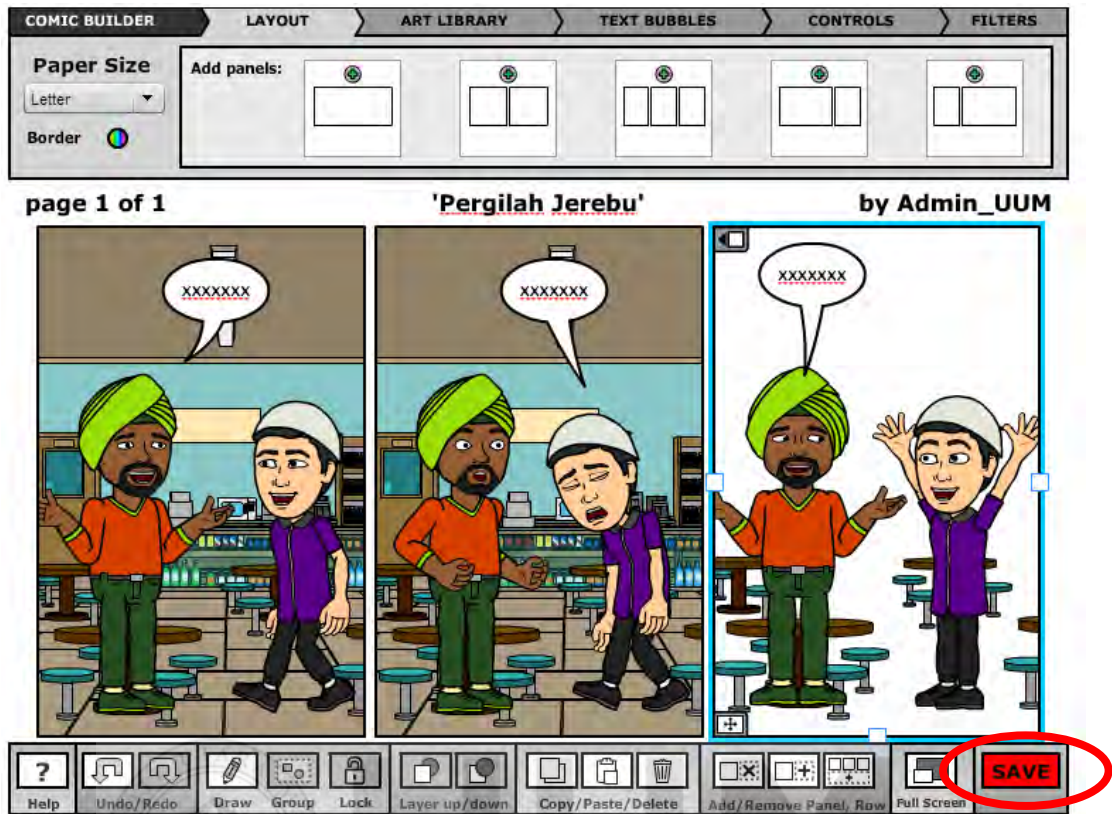 COMIC BUILDER LAYOUT ART LIBRARY TEXT BUBBLES CONTROLS FILTERS
Paper Size
Add panels:
Letter
Border
page 1 of 1 'Pergilah Jerebu' by Admin_UUM
xxxxxxx
xxxxxxx
xxxxxxx
?
SAVE
Help Undo/Redo Draw Group Lock Layer up/down Copy/Paste/Delete Add/Remove Panel, Row Full Screen